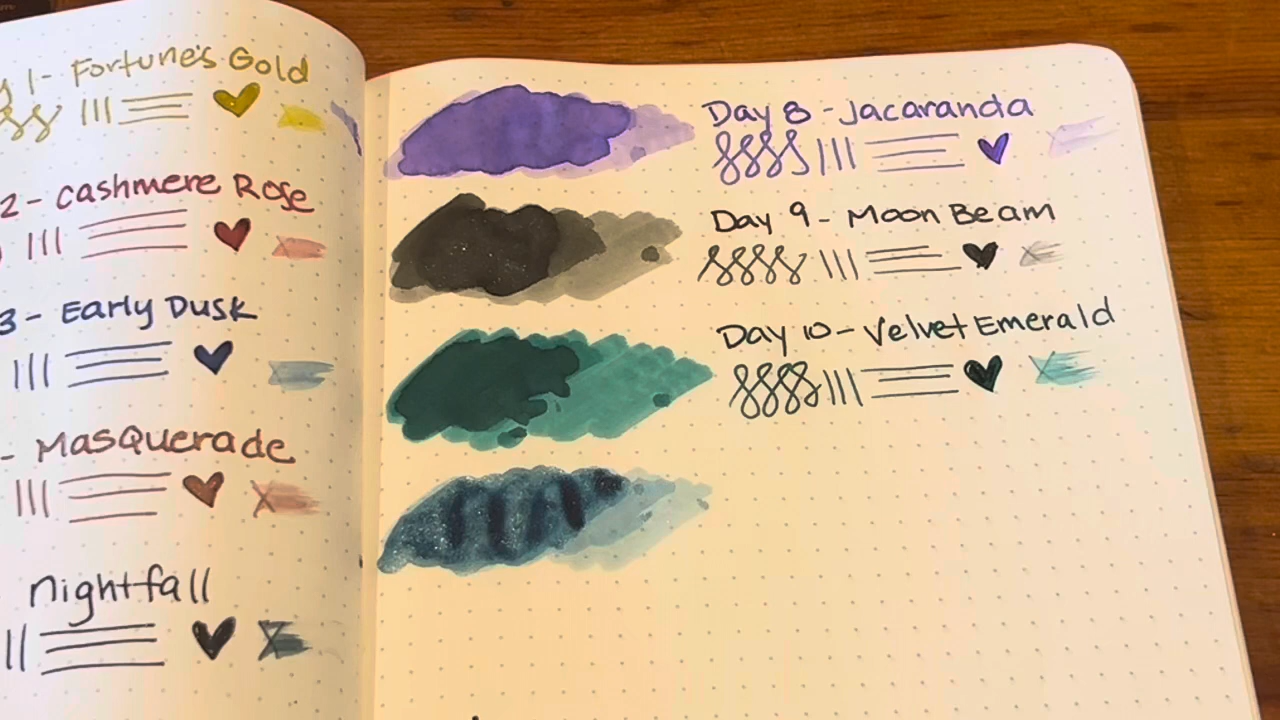 1- Fortune's Gold
2- Cashmere Rose
3- Early Dusk
- Masquerade
nightfall
Day 8 - Jacaranda
Day 9 - Moon Beam
Day 10 - Velvet Emerald